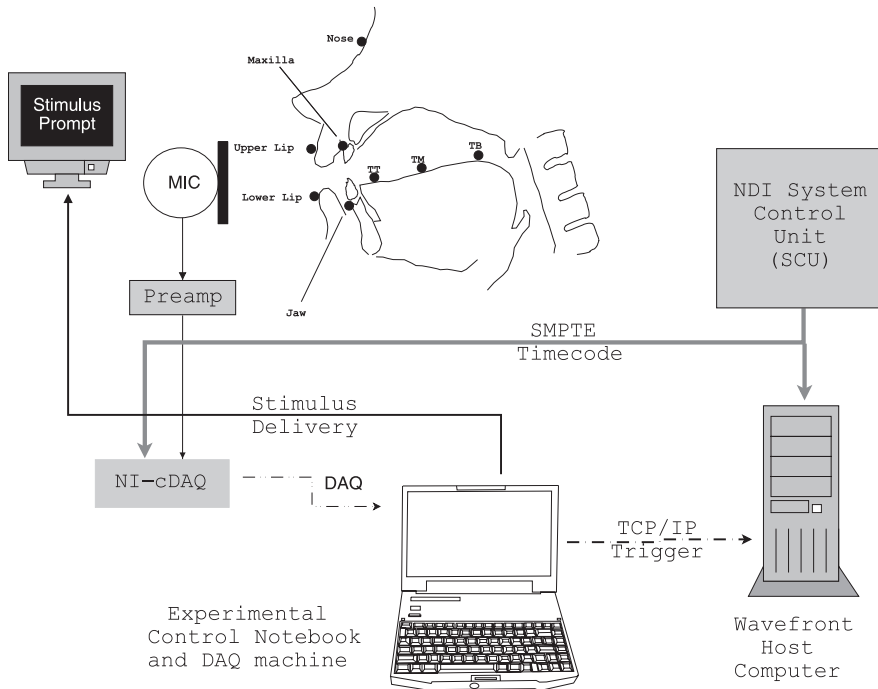 Nose
Maxilla
Stimulus
Prompt
Upper Lip
TB
TM
TT
MIC
Lower Lip
NDI System
Control
Unit
(SCU)
Preamp
Jaw
SMPTE
Timecode
Stimulus
Delivery
NI-cDAQ
DAQ
TCP/IP
Trigger
Experimental
Control Notebook
and DAQ machine
Wavefront
Host
Computer